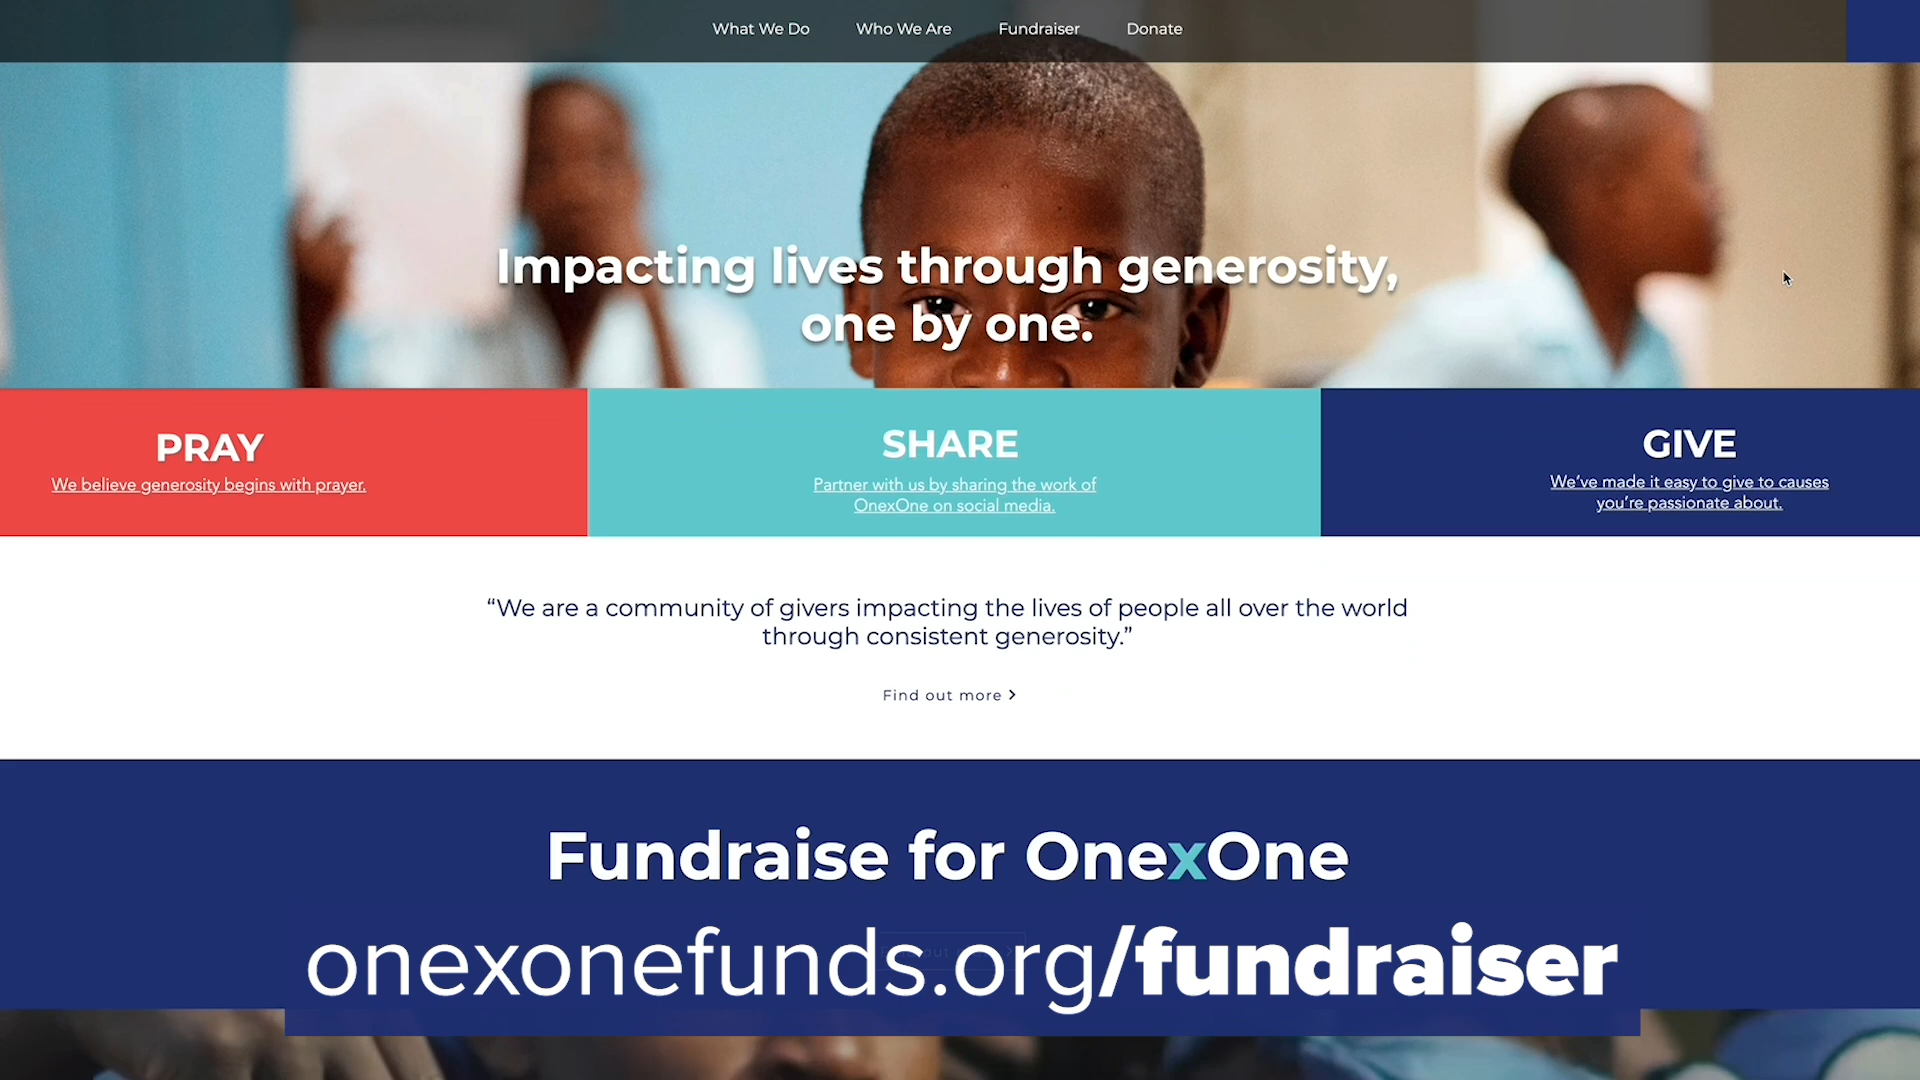 What We Do Who We Are Fundraiser Donate
Impacting lives through generosity,
one by one.
PRAY
We believe generosity begins with prayer.
SHARE
Partner with us by sharing the work of
OnexOne on social media.
GIVE
We’ve made it easy to give to causes
you’re passionate about.
“We are a community of givers impacting the lives of people all over the world
through consistent generosity.”
Find out more >
Fundraise for OnexOne
onexonefunds.org/fundraiser